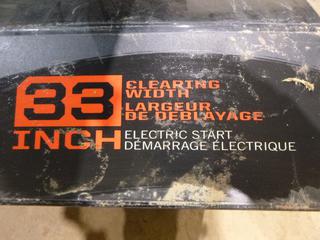 33
INCH
CLEARING
WIDTH
LARGEUR
DE DÉBLAYAGE
ELECTRIC START
DÉMARRAGE ÉLECTRIQUE